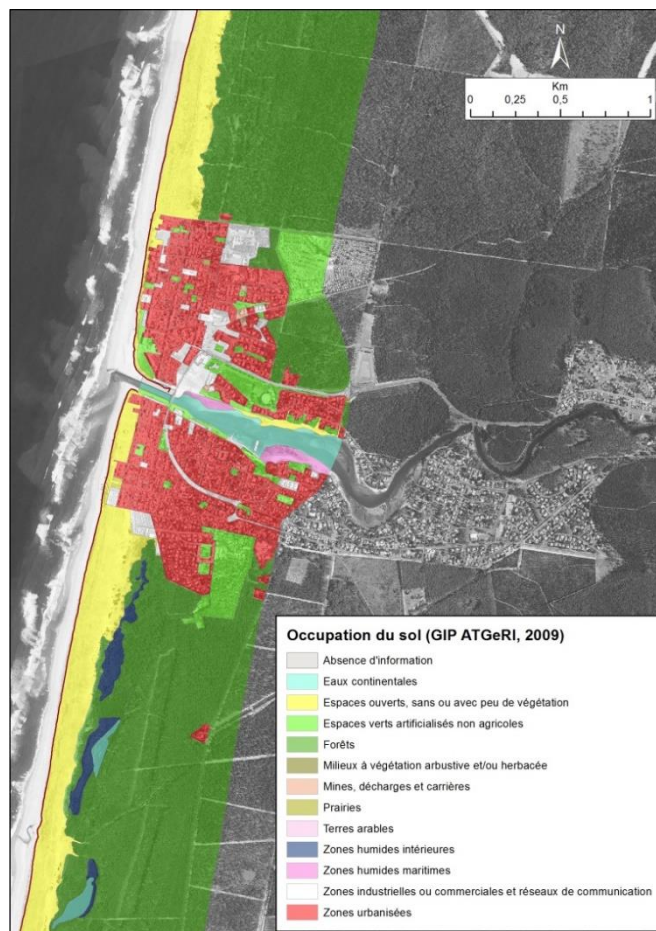 N
Km
0 0,25 0,5 1
Occupation du sol (GIP ATGeRI, 2009)
Absence d'information
Eaux continentales
Espaces ouverts, sans ou avec peu de végétation
Espaces verts artificialisés non agricoles
Forêts
Milieux à végétation arbustive et/ou herbacée
Mines, décharges et carrières
Prairies
Terres arables
Zones humides intérieures
Zones humides maritimes
Zones industrielles ou commerciales et réseaux de communication
Zones urbanisées